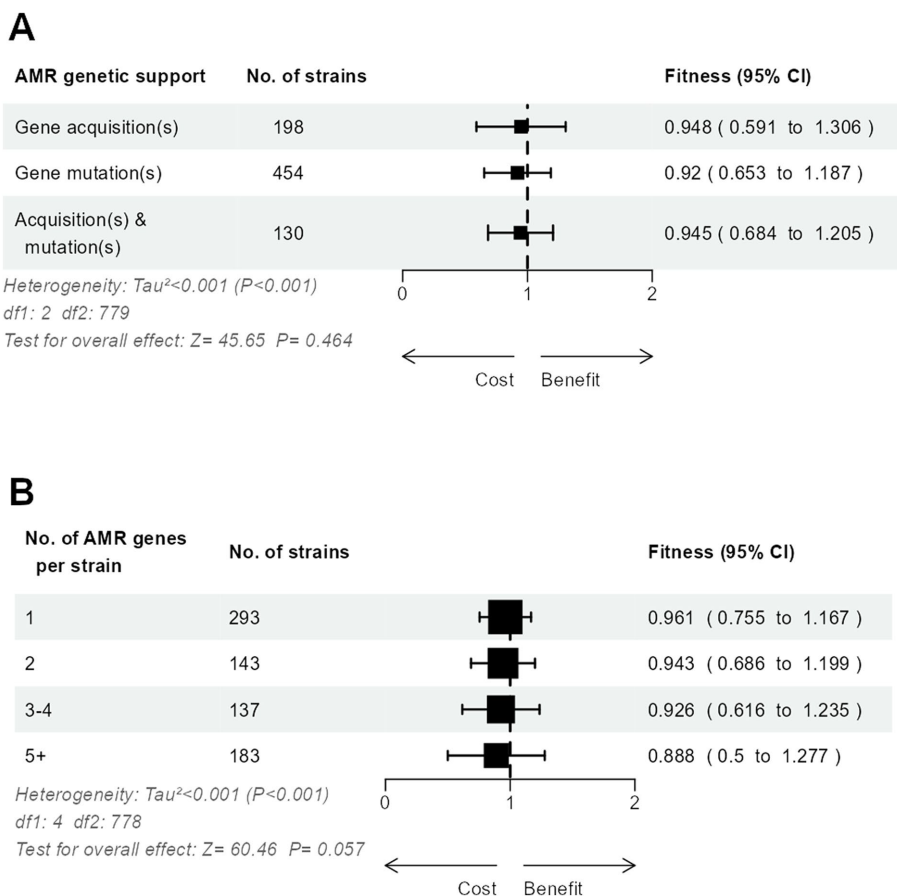 A
AMR genetic support No. of strains Fitness (95% CI)
Gene acquisition(s) 198 0.948 ( 0.591 to 1.306 )
Gene mutation(s) 454 0.92 ( 0.653 to 1.187 )
Acquisition(s) &
mutation(s) 130 0.945 ( 0.684 to 1.205 )
Heterogeneity: Tau²<0.001 (P<0.001)
0 1 2
df1: 2 df2: 779
Test for overall effect: Z= 45.65 P= 0.464
Cost Benefit
B
No. of AMR genes
per strain No. of strains Fitness (95% CI)
1 293 0.961 ( 0.755 to 1.167 )
2 143 0.943 ( 0.686 to 1.199 )
3-4 137 0.926 ( 0.616 to 1.235 )
5+ 183 0.888 ( 0.5 to 1.277 )
Heterogeneity: Tau²<0.001 (P<0.001)
0 1 2
df1: 4 df2: 778
Test for overall effect: Z= 60.46 P= 0.057
Cost Benefit